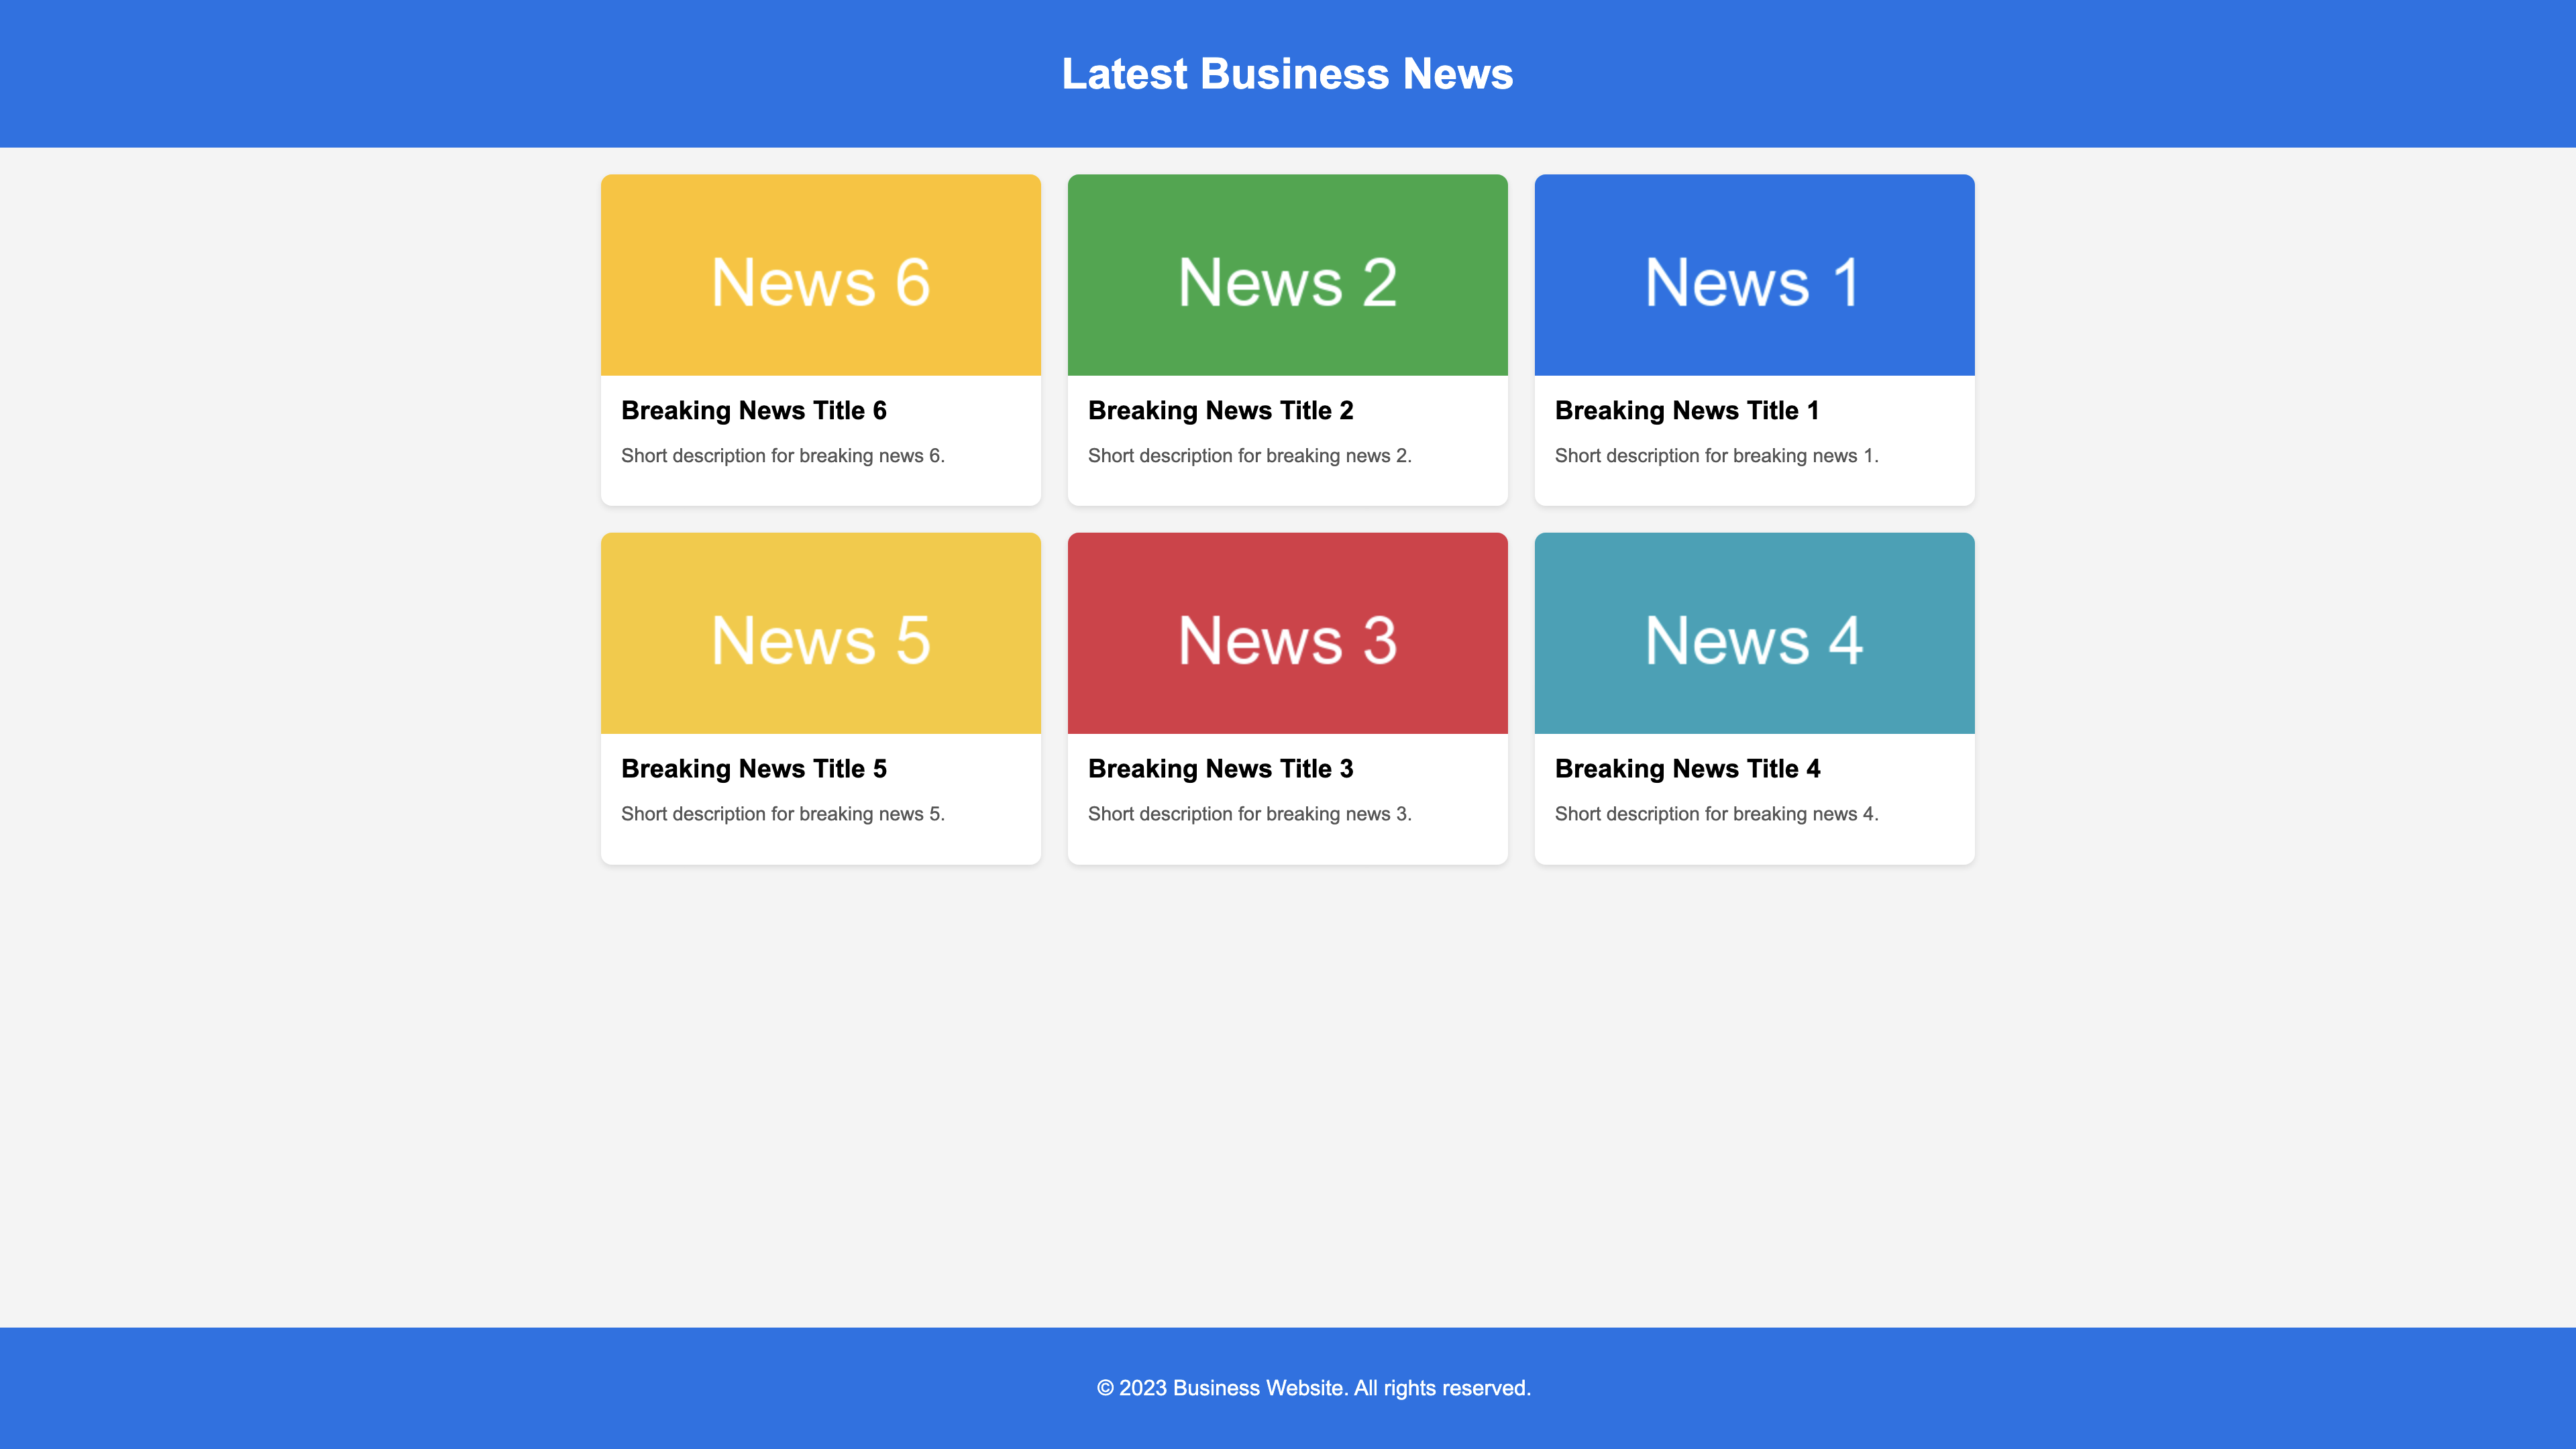 Latest Business News
News 6
Breaking News Title 6
Short description for breaking news 6.
News 2
Breaking News Title 2
Short description for breaking news 2.
News 1
Breaking News Title 1
Short description for breaking news 1.
News 5
Breaking News Title 5
Short description for breaking news 5.
News 3
Breaking News Title 3
Short description for breaking news 3.
News 4
Breaking News Title 4
Short description for breaking news 4.
© 2023 Business Website. All rights reserved.